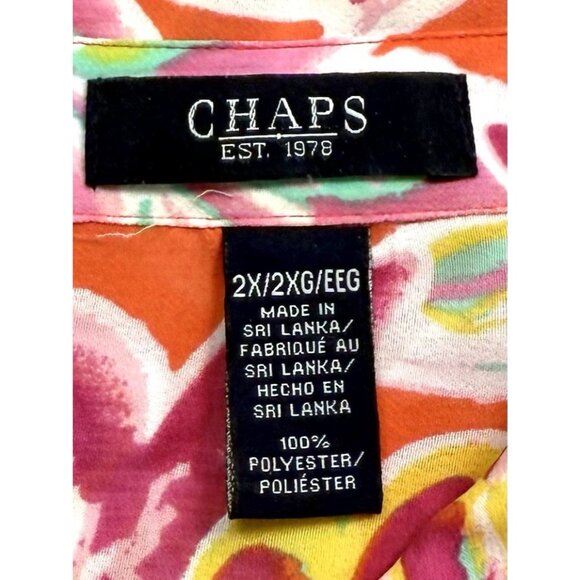 CHAPS
EST. 1978
2X/2XG/EEG
MADE IN
SRI LANKA/
FABRIQUÉ AU
SRI LANKA/
HECHO EN
SRI LANKA
100%
POLYESTER/
POLIÉSTER